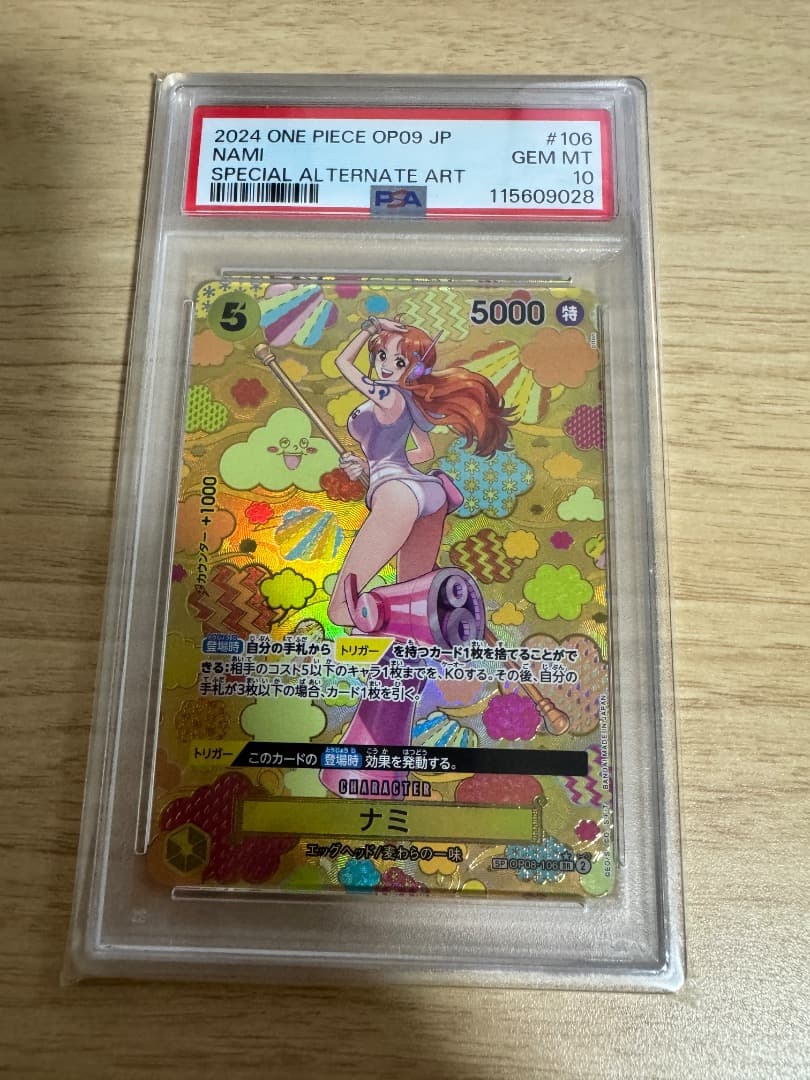 2024 ONE PIECE OP09 JP #106
NAMI GEM MT
SPECIAL ALTERNATE ART 10
PSA 115609028
5 5000 特
カウンター +1000
登場時 自分の手札から トリガー を持つカード1枚を捨てることがで
きる:相手のコスト5以下のキャラ1枚までを、KOする。その後、自分の
手札が3枚以下の場合、カード1枚を引く。
トリガー このカードの 登場時 効果を発動する。
CHARACTER
ナミ
エッグヘッド/麦わらの一味
SP OP08-106 2
BANDAI MADE IN JAPAN